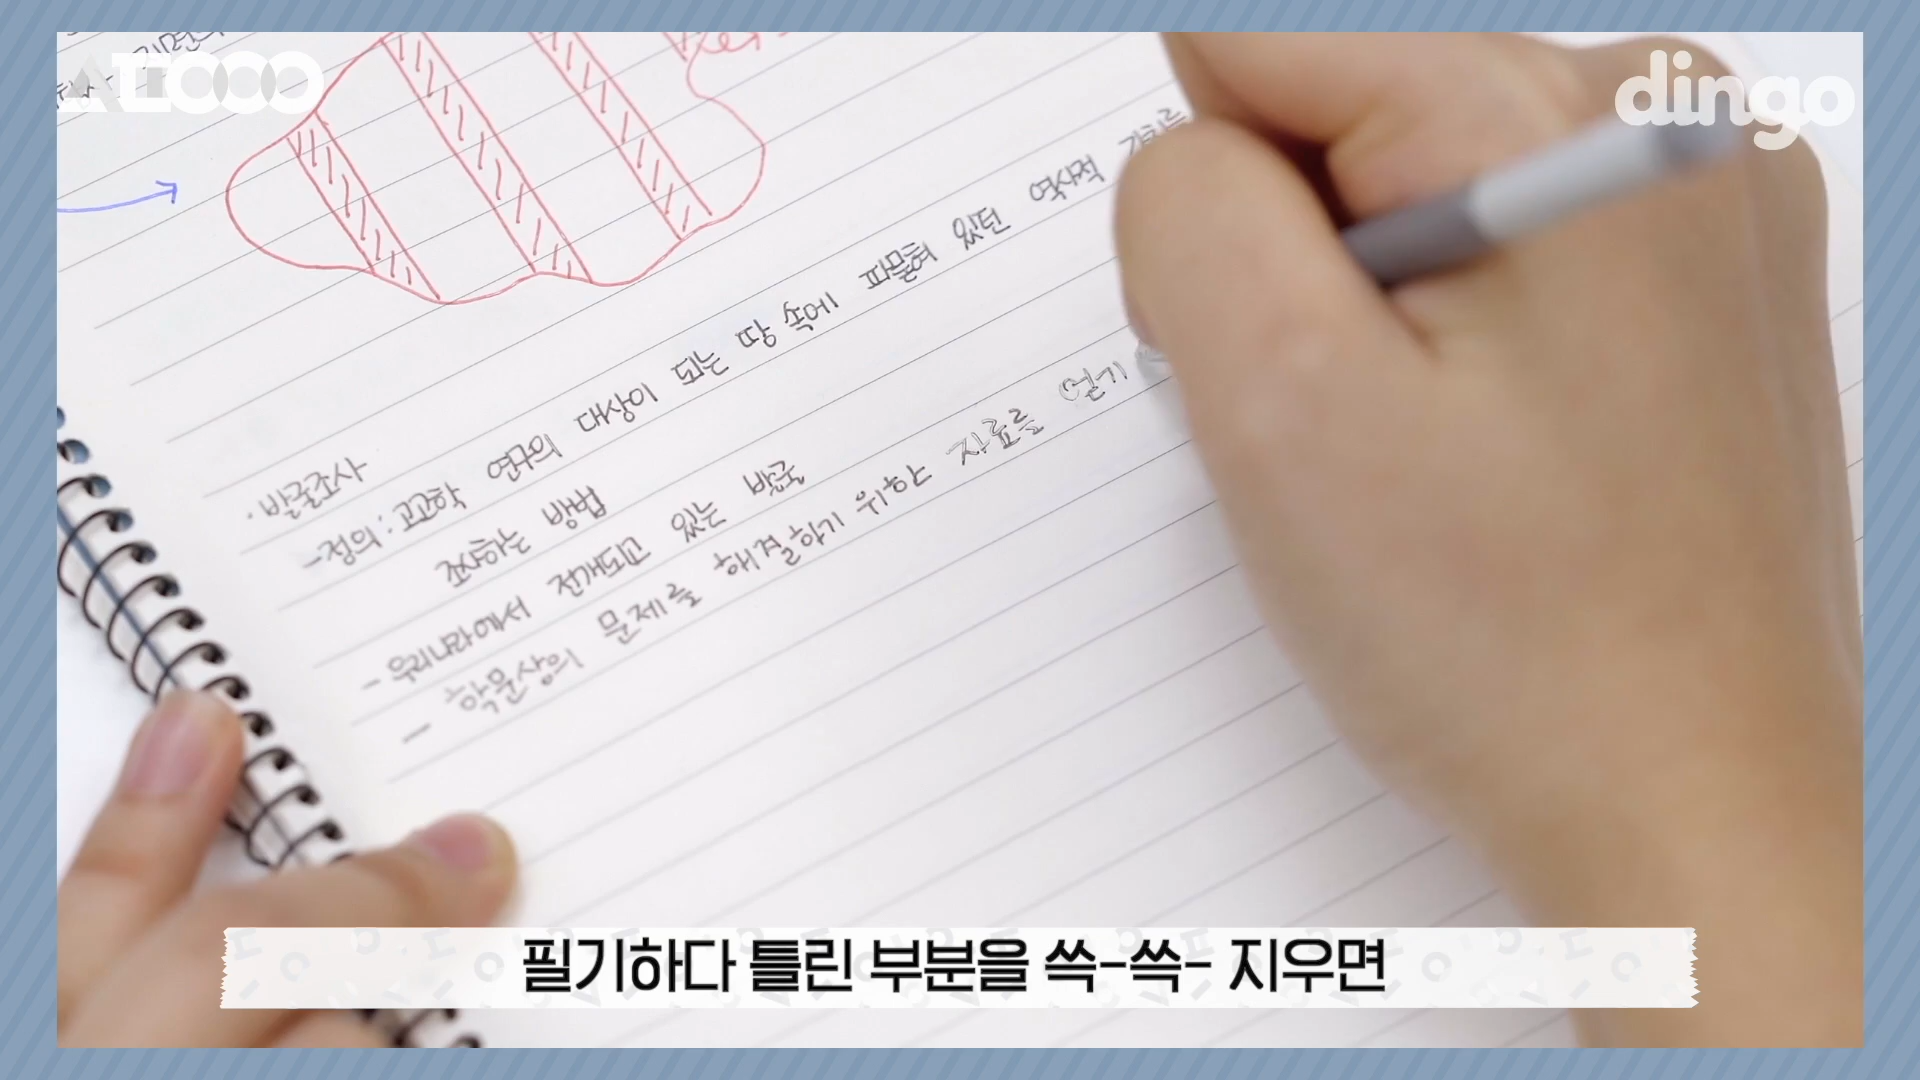 dingo
· 발굴조사
- 정의 : 고고학 연구의 대상이 되는 땅 속에 파묻혀 있던 역사적
조사하는 방법
- 우리나라에서 전개되고 있는 발굴
- 학문상의 문제를 해결하기 위한 자료를 얻기
필기하다 틀린 부분을 쓱-쓱- 지우면